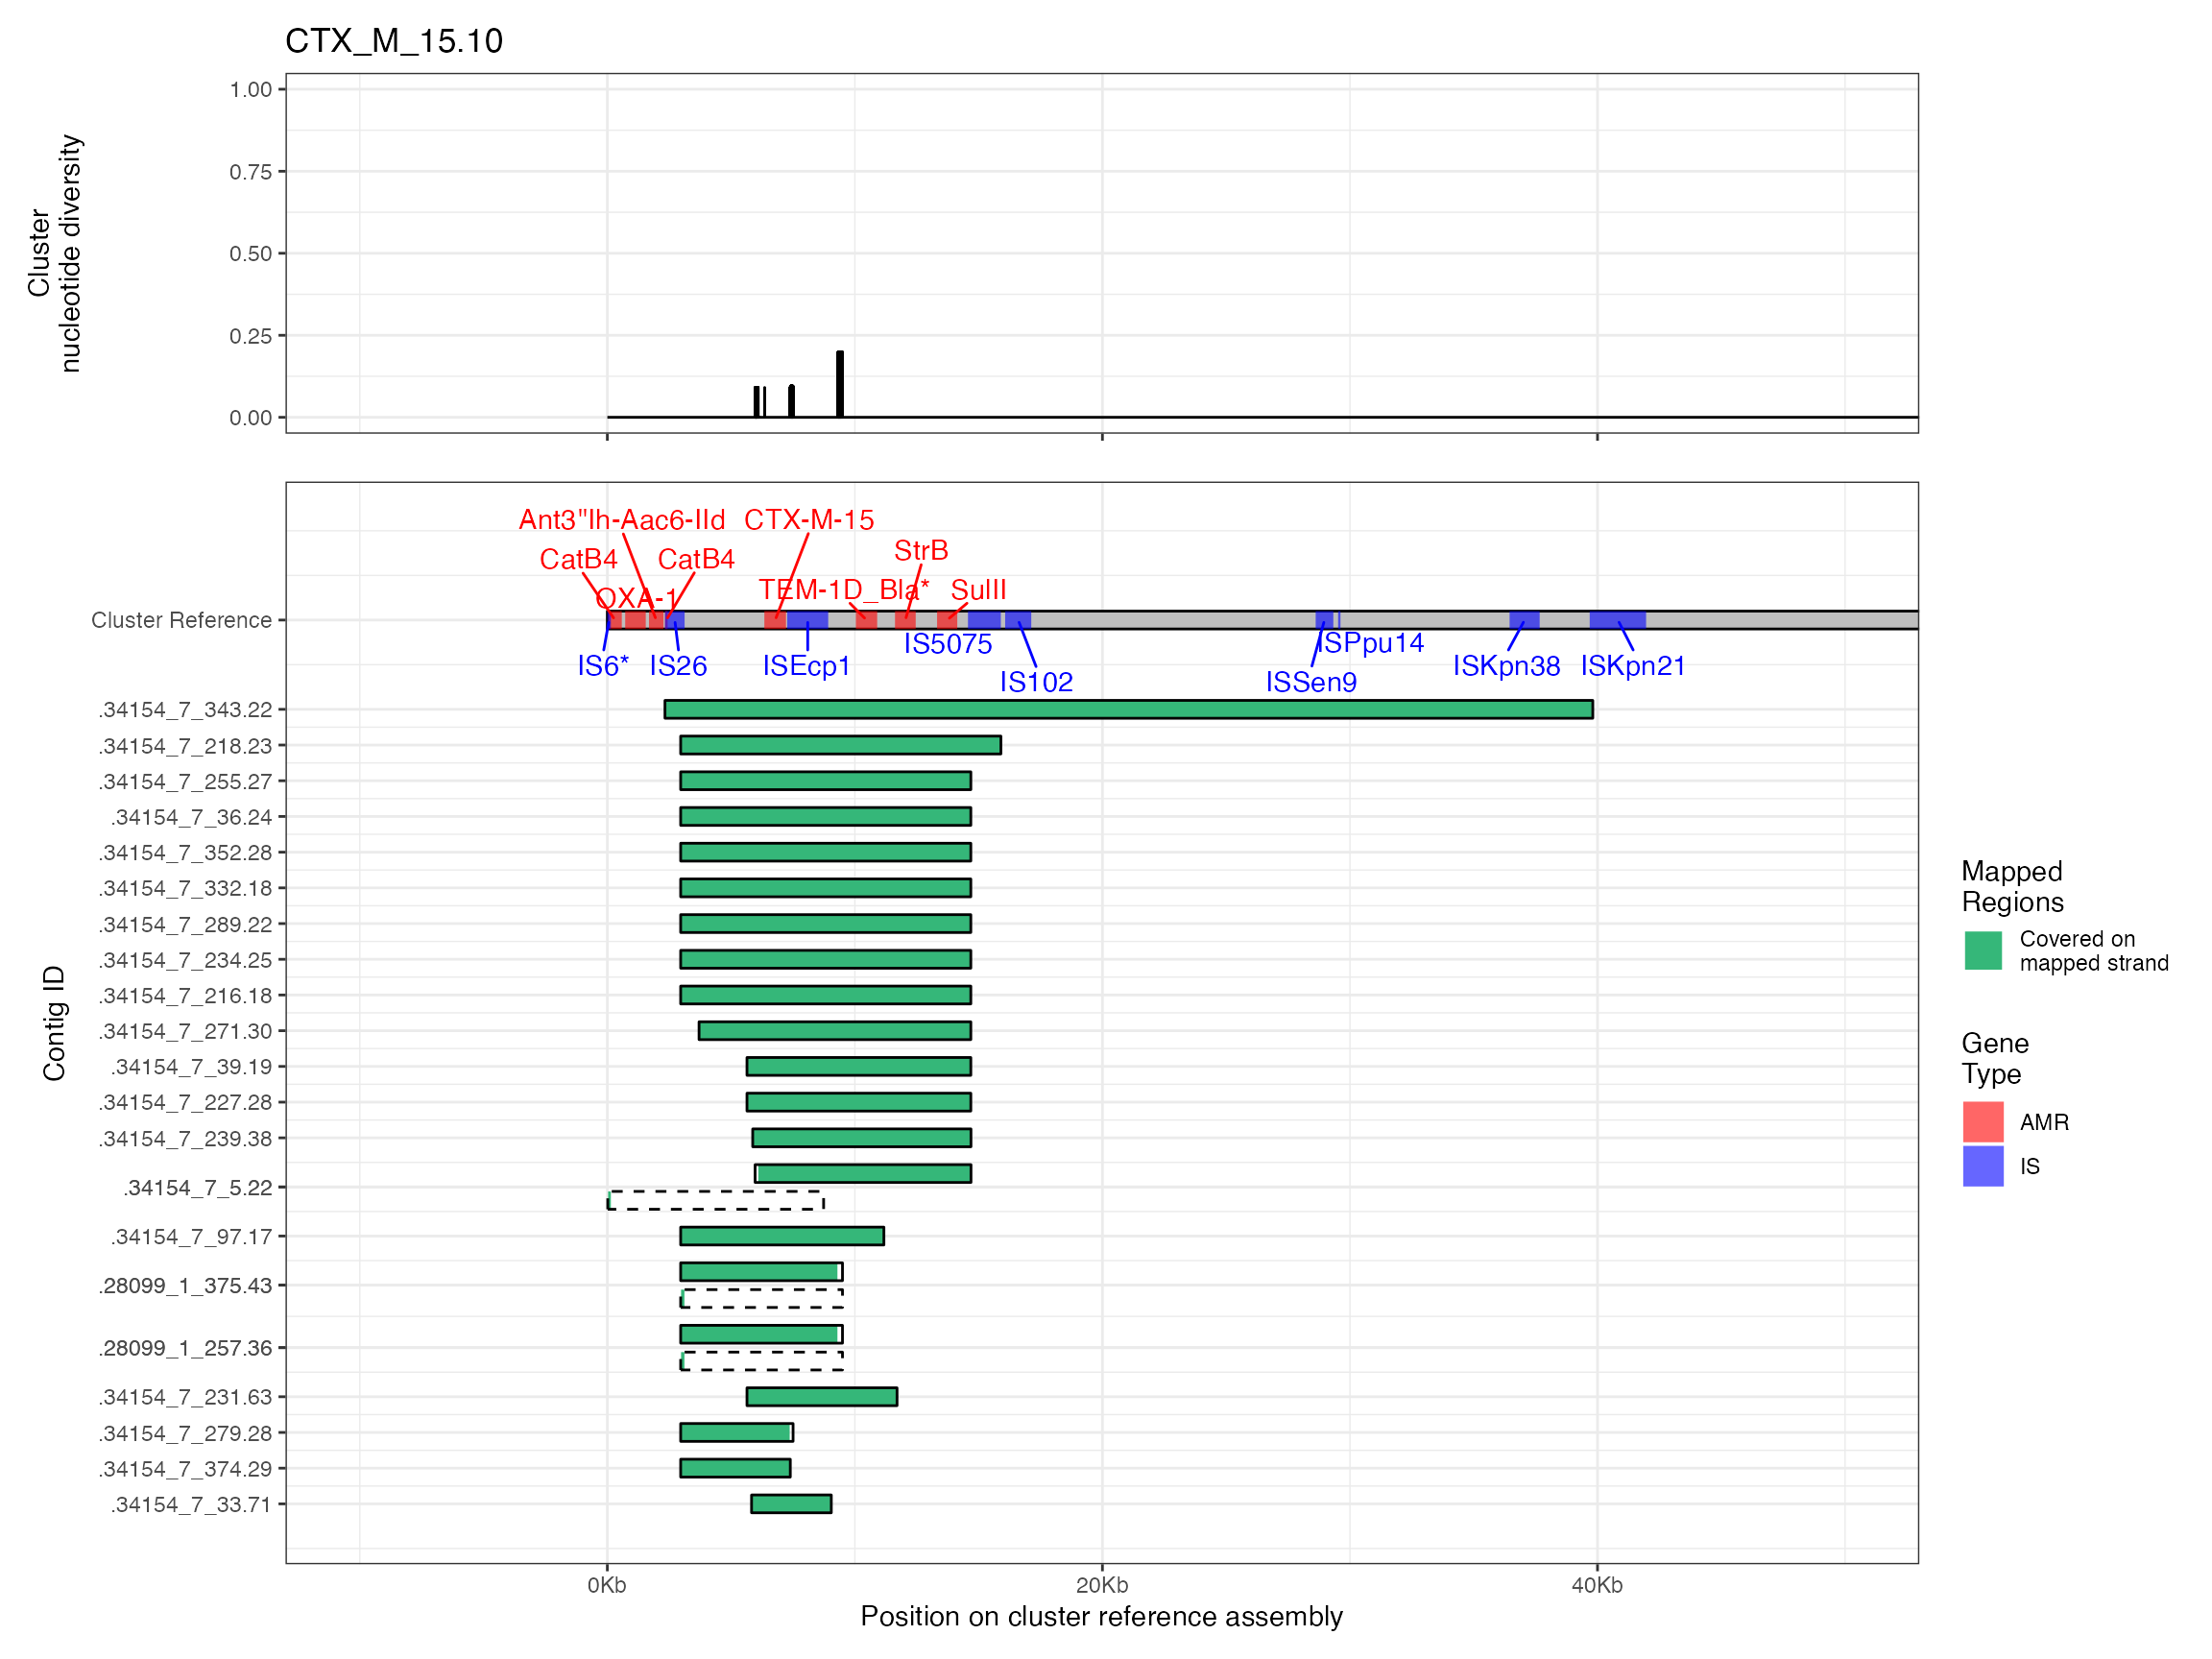 CTX_M_15.10
Cluster
nucleotide diversity
1.00
0.75
0.50
0.25
0.00
Ant3"Ih-Aac6-IId CTX-M-15
CatB4 CatB4 StrB
OXA-1 TEM-1D_Bla* SulII
Cluster Reference
IS5075 ISPpu14
IS6* IS26 ISEcp1 ISKpn38 ISKpn21
IS102 ISSen9
Contig ID
.34154_7_343.22
.34154_7_218.23
.34154_7_255.27
.34154_7_36.24
.34154_7_352.28
.34154_7_332.18
.34154_7_289.22
.34154_7_234.25
.34154_7_216.18
.34154_7_271.30
.34154_7_39.19
.34154_7_227.28
.34154_7_239.38
.34154_7_5.22
.34154_7_97.17
.28099_1_375.43
.28099_1_257.36
.34154_7_231.63
.34154_7_279.28
.34154_7_374.29
.34154_7_33.71
0Kb 20Kb 40Kb
Position on cluster reference assembly
Mapped
Regions
Covered on
mapped strand
Gene
Type
AMR
IS